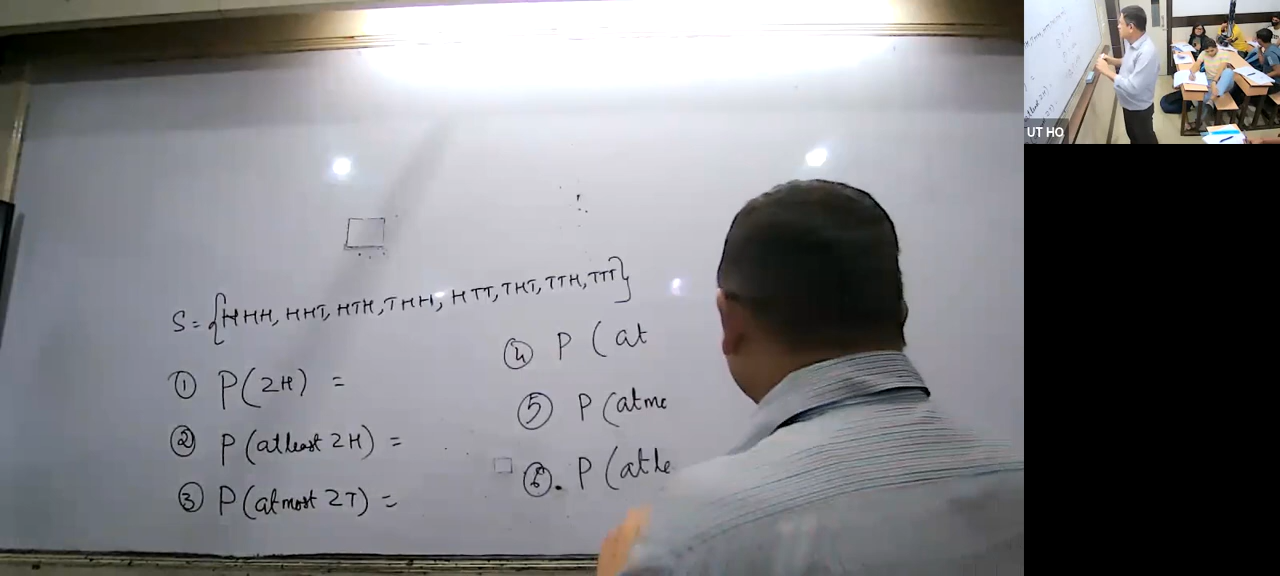 S = {HHH, HHT, HTH, THH, HTT, THT, TTH, TTT}
① P(2H) =
② P(atleast 2H) =
③ P(atmost 2T) =
④ P (at
⑤ P (atmo
⑥. P (atle
UT HO